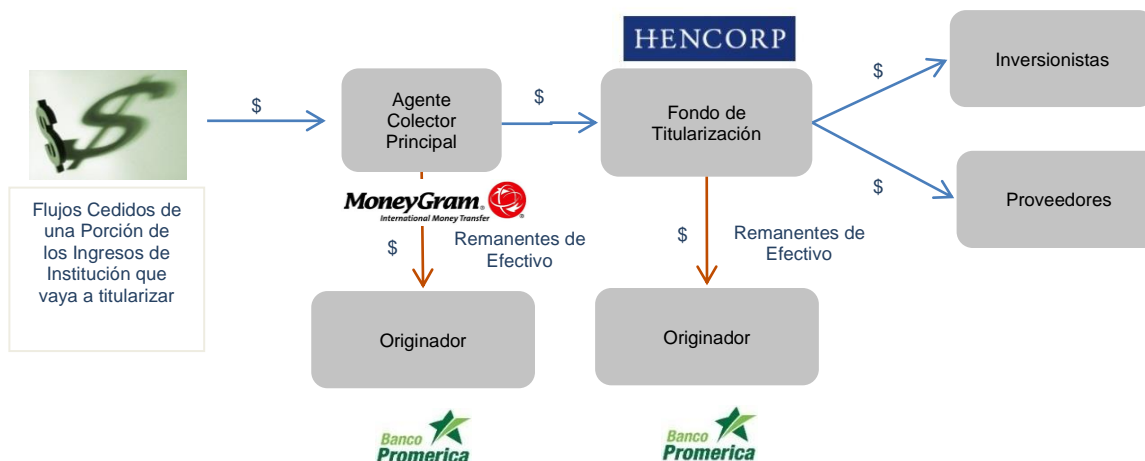 HENCORP
Inversionistas
$
$
Agente
Colector
Principal
$
Fondo de
Titularización
$
Proveedores
Flujos Cedidos de
una Porción de
los Ingresos de
Institución que
vaya a titularizar
MoneyGram®
International Money Transfer
$
Remanentes de
Efectivo
$
Remanentes de
Efectivo
Originador
Originador
Banco
Promerica
Banco
Promerica